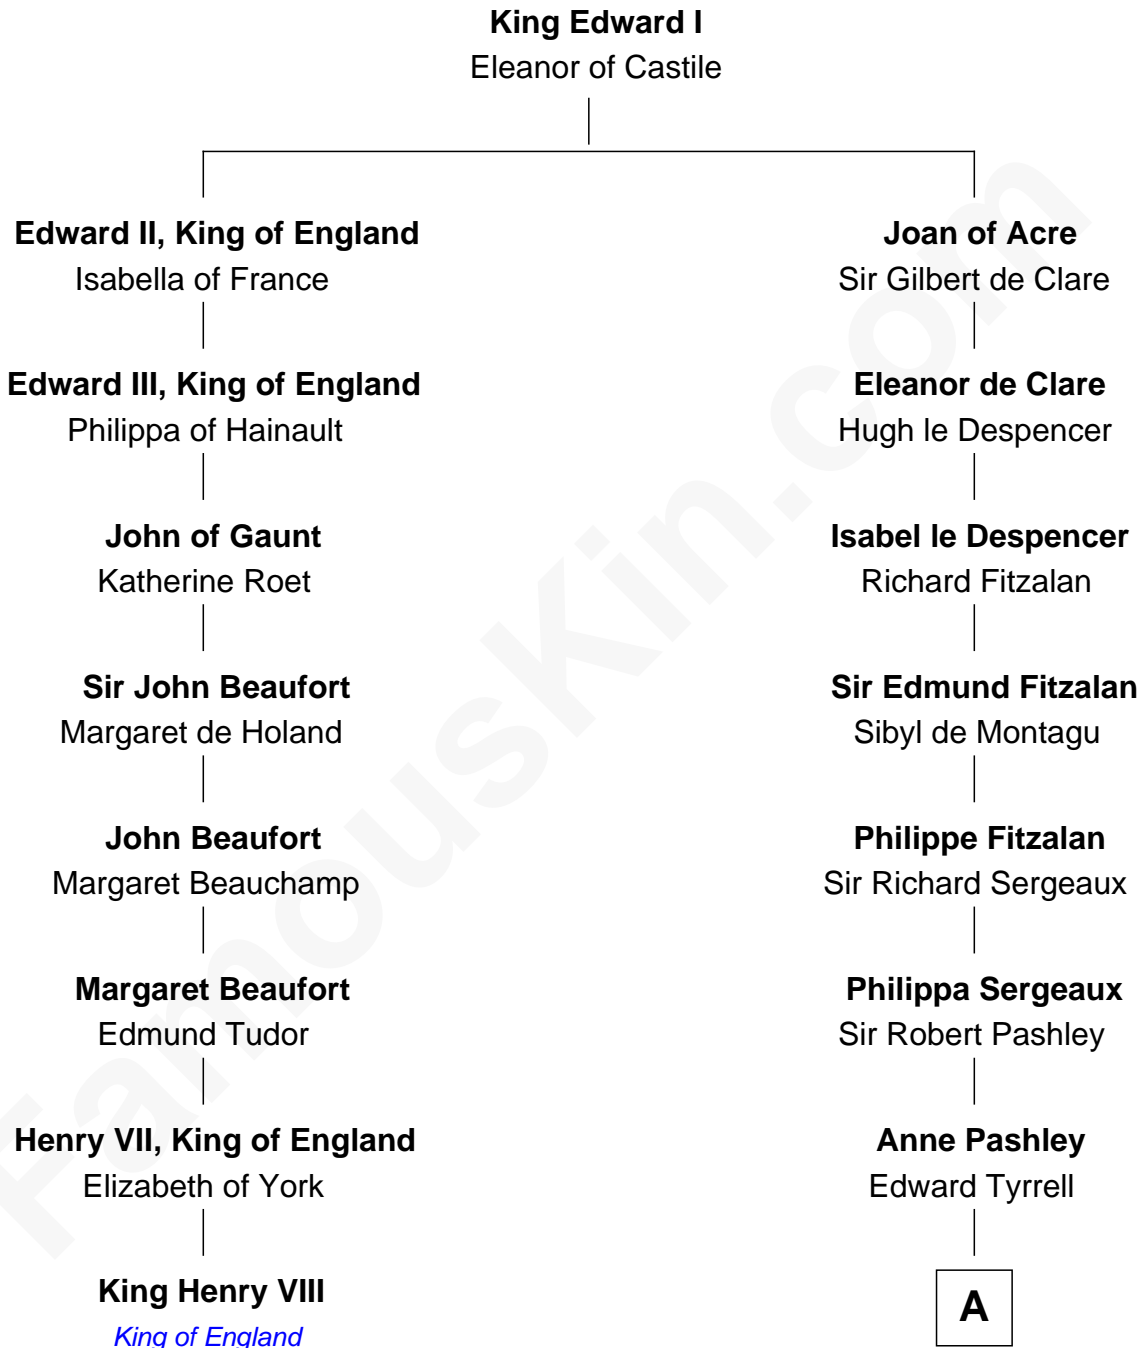 King Edward I
Eleanor of Castile
Edward II, King of England
Isabella of France
Joan of Acre
Sir Gilbert de Clare
Edward III, King of England
Philippa of Hainault
Eleanor de Clare
Hugh le Despencer
John of Gaunt
Katherine Roet
Isabel le Despencer
Richard Fitzalan
Sir John Beaufort
Margaret de Holand
Sir Edmund Fitzalan
Sibyl de Montagu
John Beaufort
Margaret Beauchamp
Philippe Fitzalan
Sir Richard Sergeaux
Margaret Beaufort
Edmund Tudor
Philippa Sergeaux
Sir Robert Pashley
Henry VII, King of England
Elizabeth of York
Anne Pashley
Edward Tyrrell
King Henry VIII
King of England
A
FamousKin.com